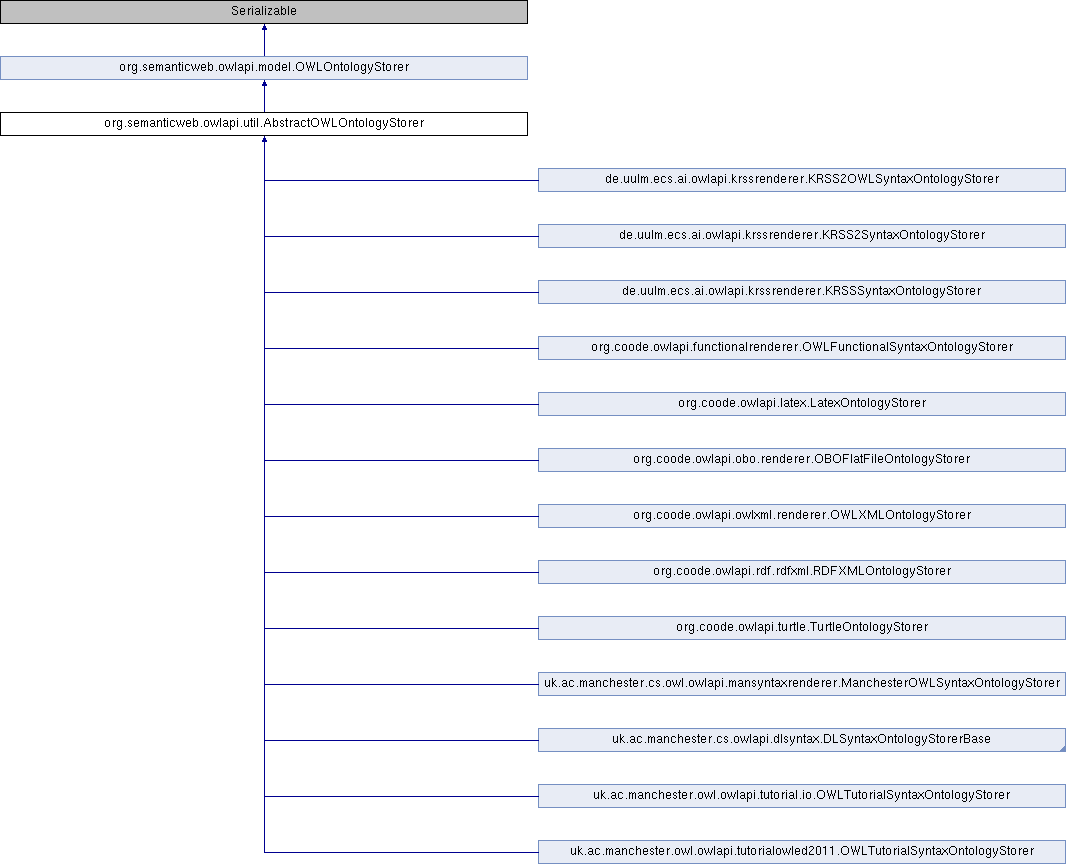 Serializable
org.semanticweb.owlapi.model.OWLOntologyStorer
org.semanticweb.owlapi.util.AbstractOWLOntologyStorer
de.uulm.ecs.ai.owlapi.krssrenderer.KRSS2OWLSyntaxOntologyStorer
de.uulm.ecs.ai.owlapi.krssrenderer.KRSS2SyntaxOntologyStorer
de.uulm.ecs.ai.owlapi.krssrenderer.KRSSSyntaxOntologyStorer
org.coode.owlapi.functionalrenderer.OWLFunctionalSyntaxOntologyStorer
org.coode.owlapi.latex.LatexOntologyStorer
org.coode.owlapi.obo.renderer.OBOFlatFileOntologyStorer
org.coode.owlapi.owlxml.renderer.OWLXMLOntologyStorer
org.coode.owlapi.rdf.rdfxml.RDFXMLOntologyStorer
org.coode.owlapi.turtle.TurtleOntologyStorer
uk.ac.manchester.cs.owl.owlapi.mansyntaxrenderer.ManchesterOWLSyntaxOntologyStorer
uk.ac.manchester.cs.owlapi.dlsyntax.DLSyntaxOntologyStorerBase
uk.ac.manchester.owl.owlapi.tutorial.io.OWLTutorialSyntaxOntologyStorer
uk.ac.manchester.owl.owlapi.tutorialowled2011.OWLTutorialSyntaxOntologyStorer